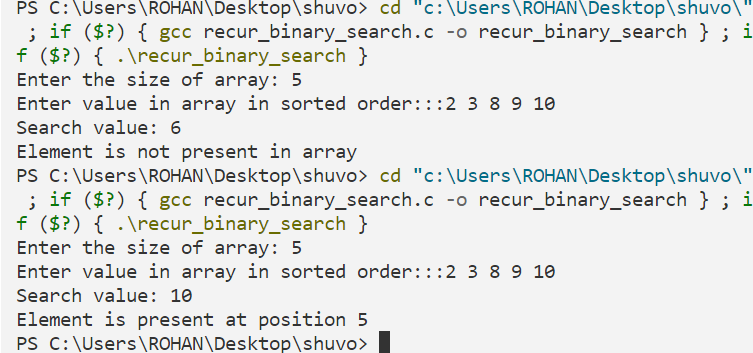 PS C:\Users\ROHAN\Desktop\shuvo> cd "c:\Users\ROHAN\Desktop\shuvo\"
 ; if ($?) { gcc recur_binary_search.c -o recur_binary_search } ; i
f ($?) { .\recur_binary_search }
Enter the size of array: 5
Enter value in array in sorted order:::2 3 8 9 10
Search value: 6
Element is not present in array
PS C:\Users\ROHAN\Desktop\shuvo> cd "c:\Users\ROHAN\Desktop\shuvo\"
 ; if ($?) { gcc recur_binary_search.c -o recur_binary_search } ; i
f ($?) { .\recur_binary_search }
Enter the size of array: 5
Enter value in array in sorted order:::2 3 8 9 10
Search value: 10
Element is present at position 5
PS C:\Users\ROHAN\Desktop\shuvo>